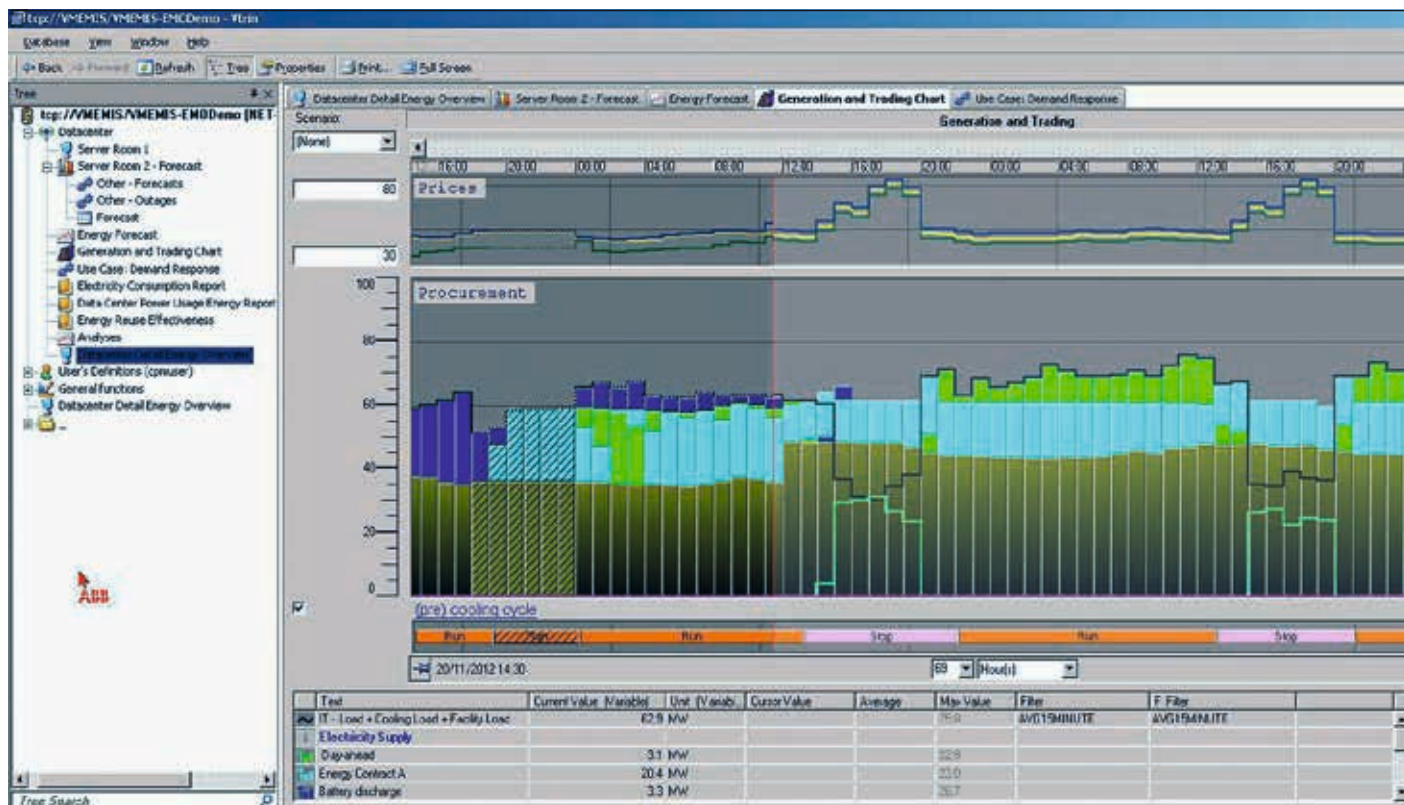 tcp://VMEMIS/VMEMIS-EMODemo - Vtrin
Database View Window Help
Back Forward Refresh Tree Properties Print... Full Screen
Tree
tcp://VMEMIS/VMEMIS-EMODemo [NET-
Datacenter
Server Room 1
Server Room 2 - Forecast
Other - Forecasts
Other - Outages
Forecast
Energy Forecast
Generation and Trading Chart
Use Case: Demand Response
Electricity Consumption Report
Data Center Power Usage Energy Report
Energy Reuse Effectiveness
Analyses
Datacenter Detail Energy Overview
User's Definitions (cpmuser)
General functions
Datacenter Detail Energy Overview
ABB
Tree Search
Datacenter Detail Energy Overview Server Room 2 - Forecast Energy Forecast Generation and Trading Chart Use Case: Demand Response
Scenario: Generation and Trading
(None)
16:00 20:00 00:00 04:00 08:00 12:00 16:00 20:00 00:00 04:00 08:00 12:00 16:00 20:00
80 Prices
30
100 Procurement
80
60
40
20
0
(pre) cooling cycle
Run Run Stop Run Stop
20/11/2012 14:30 69 Hour(s)
Text Current Value (Variable) Unit (Variabl... Cursor Value Average Max Value Filter F. Filter
IT - Load + Cooling Load + Facility Load 62.9 MW AVG15MINUTE AVG15MINUTE
Electricity Supply
Day-ahead 3.1 MW
Energy Contract A 20.4 MW
Battery discharge 3.3 MW